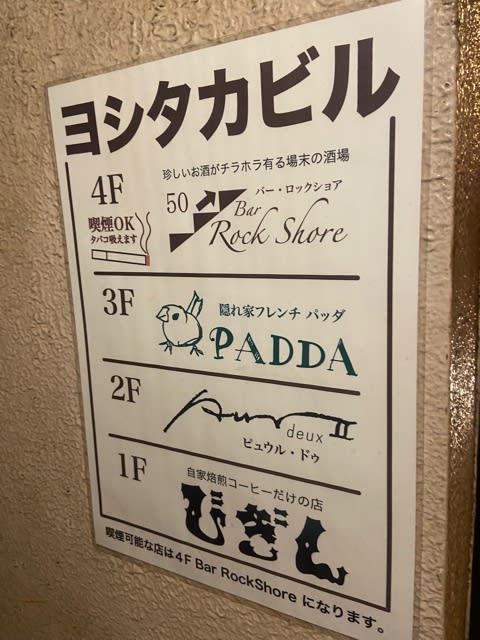 ヨシタカビル
4F
珍しいお酒がチラホラ有る場末の酒場
喫煙OK
タバコ吸えます
50
バー・ロックショア
Bar
Rock Shore
3F
隠れ家フレンチ パッダ
PADDA
2F
Pur II
deux
ピュウル・ドゥ
1F
自家焙煎コーヒーだけの店
びぎん
喫煙可能な店は4F Bar RockShore になります。